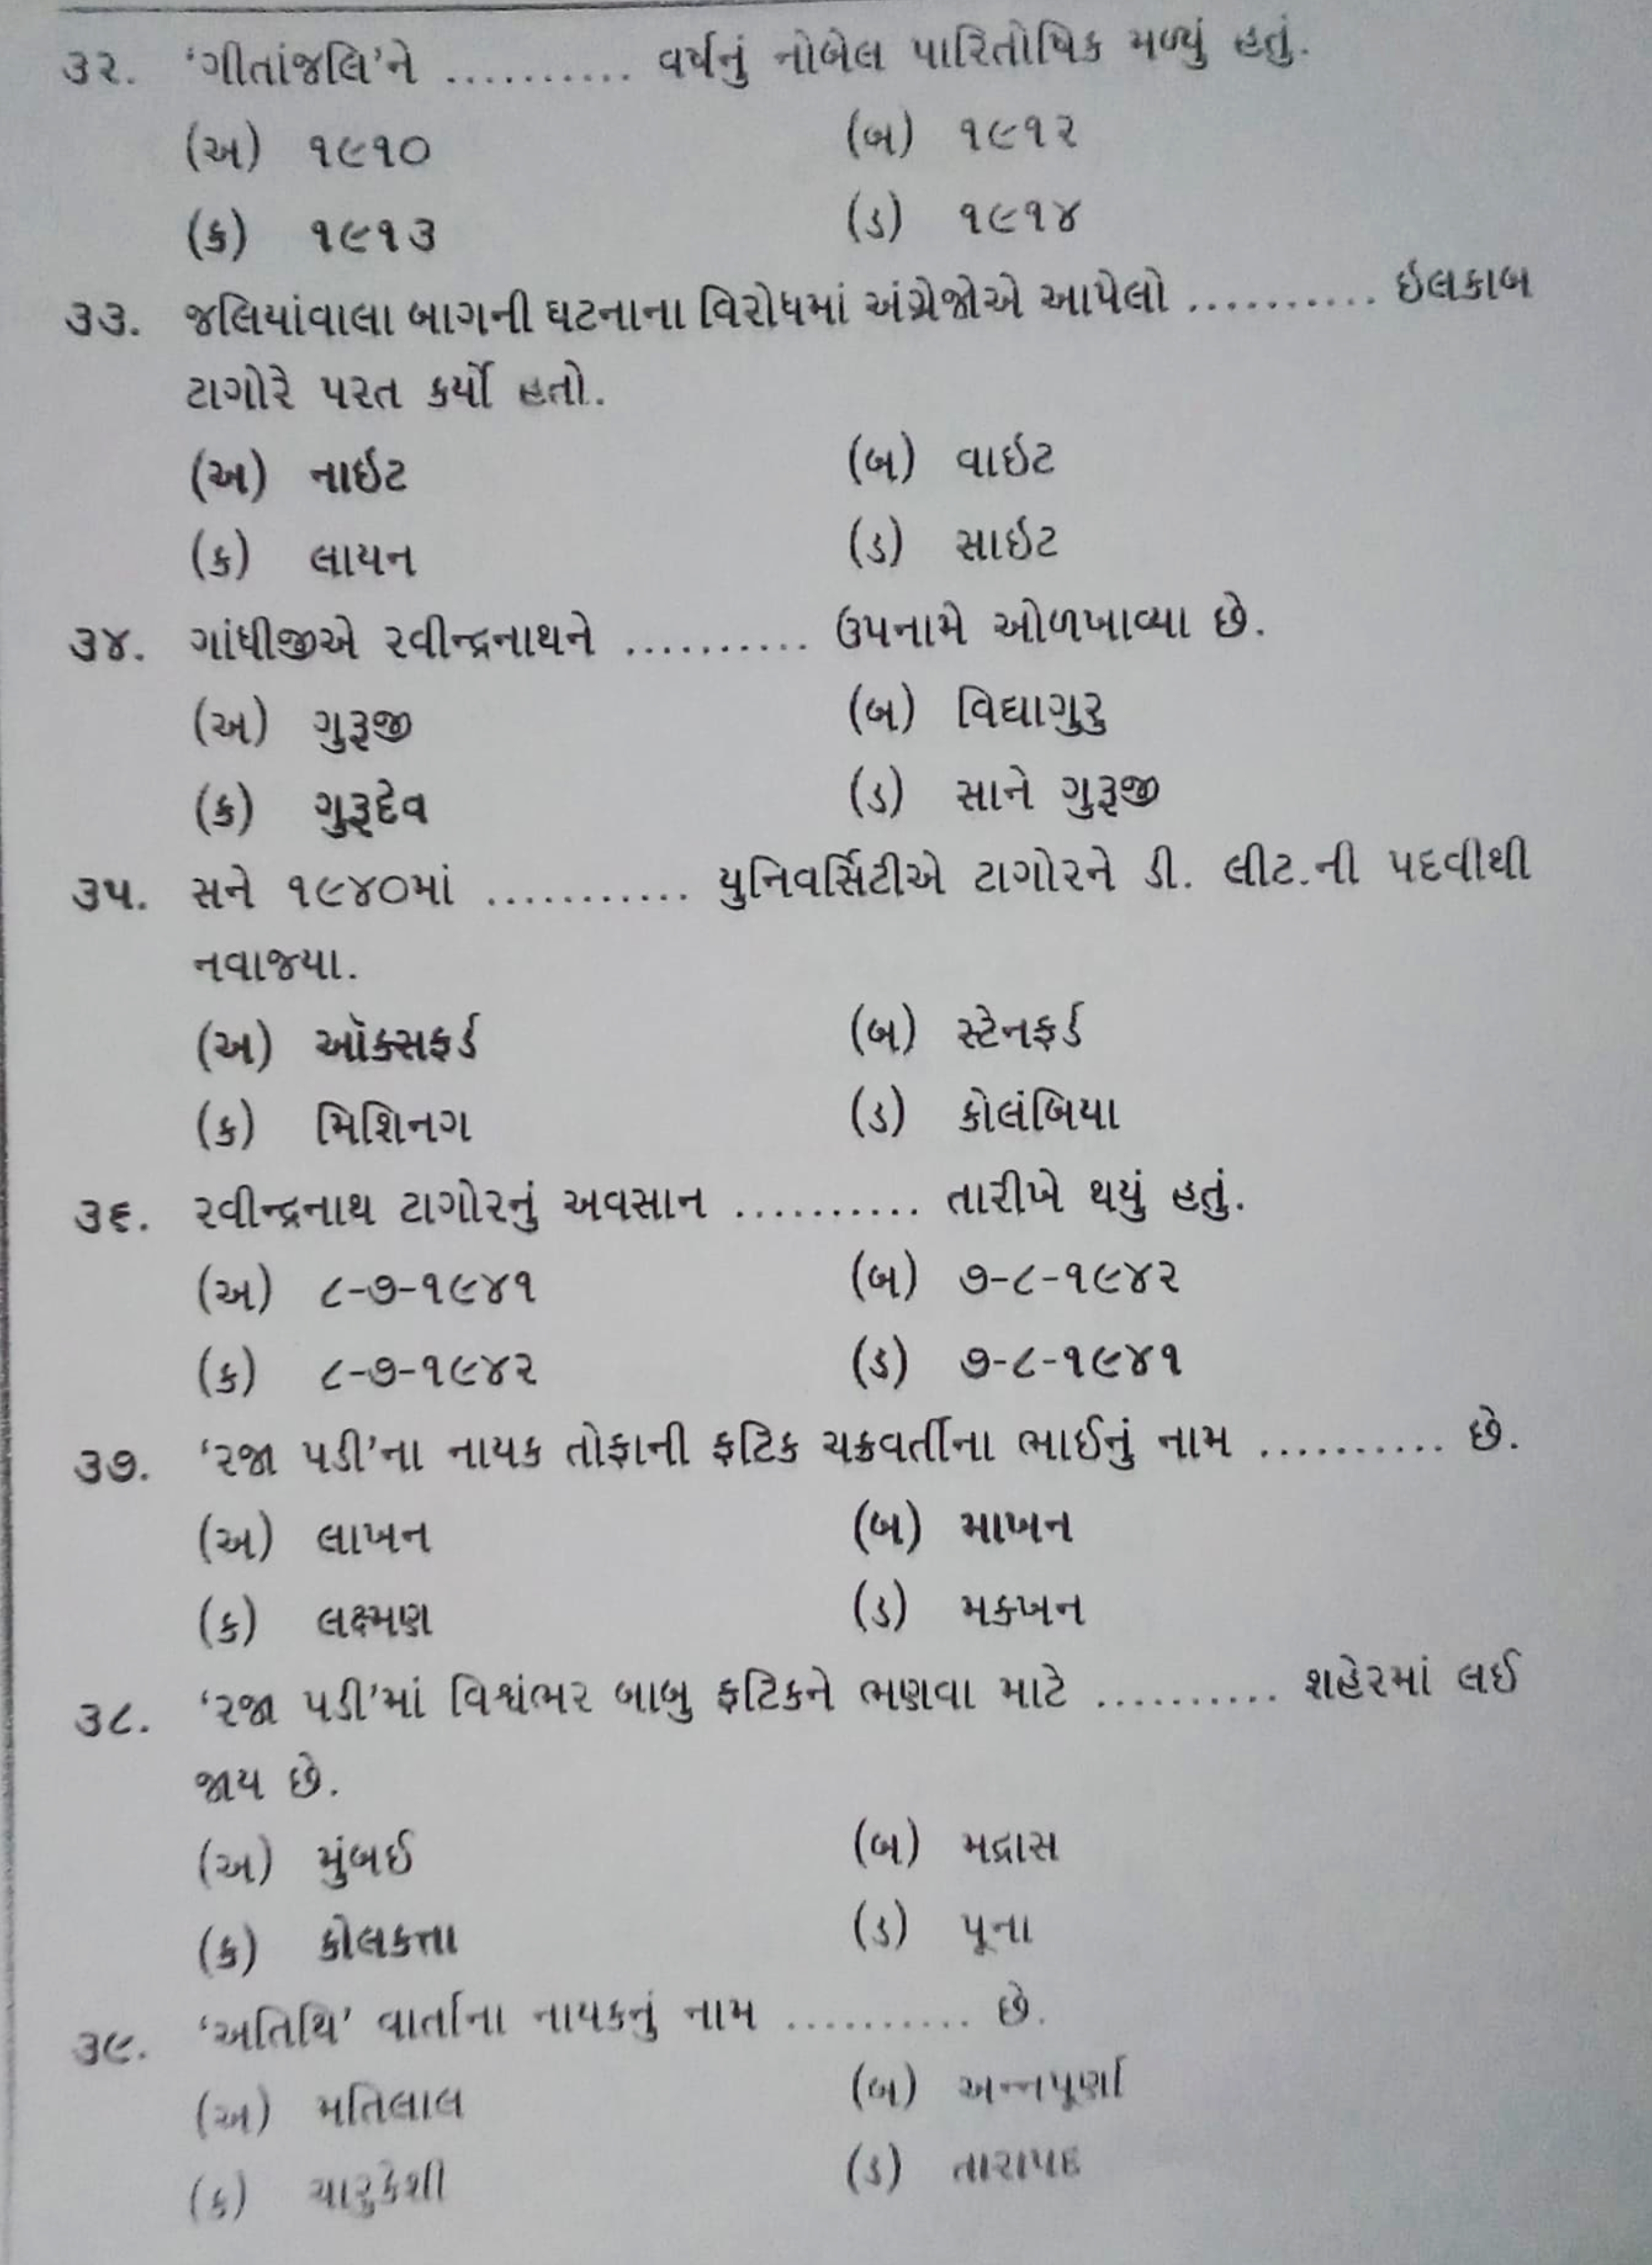 ૩૨. ‘ગીતાંજલિ’ને .......... વર્ષનું નોબેલ પારિતોષિક મળ્યું હતું.
(અ) ૧૯૧૦ (બ) ૧૯૧૨
(ક) ૧૯૧૩ (ડ) ૧૯૧૪
૩૩. જલિયાંવાલા બાગની ઘટનાના વિરોધમાં અંગ્રેજોએ આપેલો .......... ઇલકાબ
ટાગોરે પરત કર્યો હતો.
(અ) નાઇટ (બ) વાઇટ
(ક) લાયન (ડ) સાઇટ
૩૪. ગાંધીજીએ રવીન્દ્રનાથને .......... ઉપનામે ઓળખાવ્યા છે.
(અ) ગુરૂજી (બ) વિદ્યાગુરુ
(ક) ગુરૂદેવ (ડ) સાને ગુરૂજી
૩૫. સને ૧૯૪૦માં ........... યુનિવર્સિટીએ ટાગોરને ડી. લીટ.ની પદવીથી
નવાજયા.
(અ) ઑક્સફર્ડ (બ) સ્ટેનફર્ડ
(ક) મિશિનગ (ડ) કોલંબિયા
૩૬. રવીન્દ્રનાથ ટાગોરનું અવસાન .......... તારીખે થયું હતું.
(અ) ૮-૭-૧૯૪૧ (બ) ૭-૮-૧૯૪૨
(ક) ૮-૭-૧૯૪૨ (ડ) ૭-૮-૧૯૪૧
૩૭. ‘રજા પડી’ના નાયક તોફાની ફટિક ચક્રવર્તીના ભાઈનું નામ .......... છે.
(અ) લાખન (બ) માખન
(ક) લક્ષ્મણ (ડ) મક્ખન
૩૮. ‘રજા પડી’માં વિશ્વંભર બાબુ ફટિકને ભણવા માટે .......... શહેરમાં લઈ
જાય છે.
(અ) મુંબઈ (બ) મદ્રાસ
(ક) કોલકત્તા (ડ) પૂના
૩૯. ‘અતિથિ’ વાર્તાના નાયકનું નામ .......... છે.
(અ) મતિલાલ (બ) અન્નપૂર્ણા
(ક) ચારુકેશી (ડ) તારાપદ